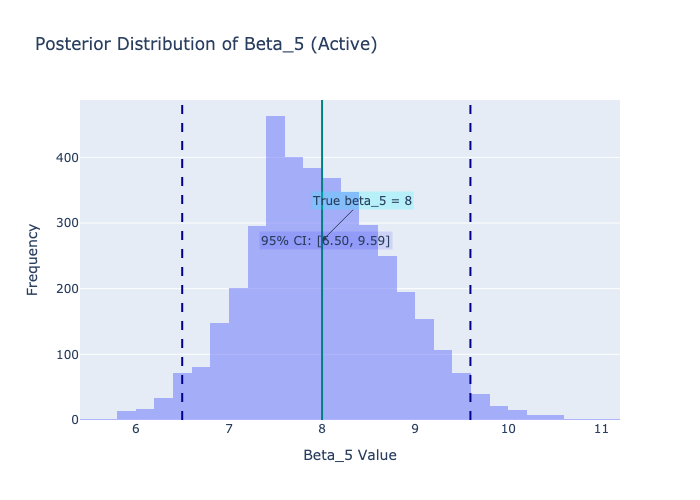 Posterior Distribution of Beta_5 (Active)
Frequency
400
300
200
100
0
True beta_5 = 8
95% CI: [6.50, 9.59]
6 7 8 9 10 11
Beta_5 Value